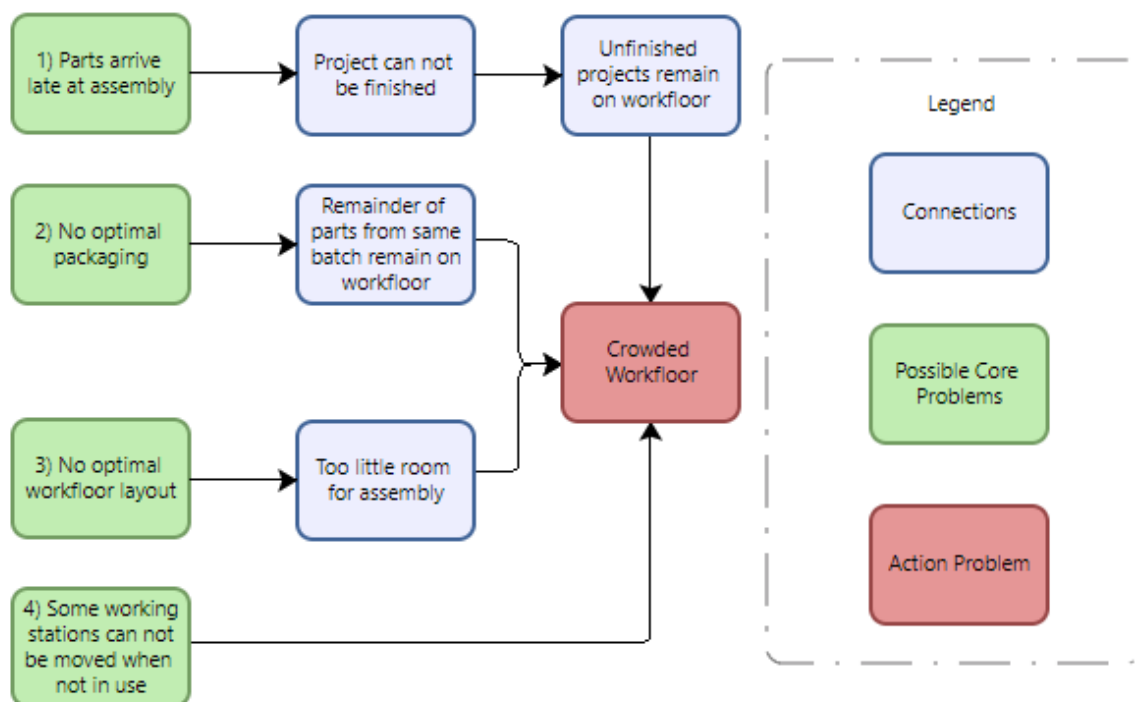 1) Parts arrive
late at assembly
Project can not
be finished
Unfinished
projects remain
on workfloor
Legend
Connections
2) No optimal
packaging
Remainder of
parts from same
batch remain on
workfloor
Crowded
Workfloor
Possible Core
Problems
3) No optimal
workfloor layout
Too little room
for assembly
Action Problem
4) Some working
stations can not
be moved when
not in use